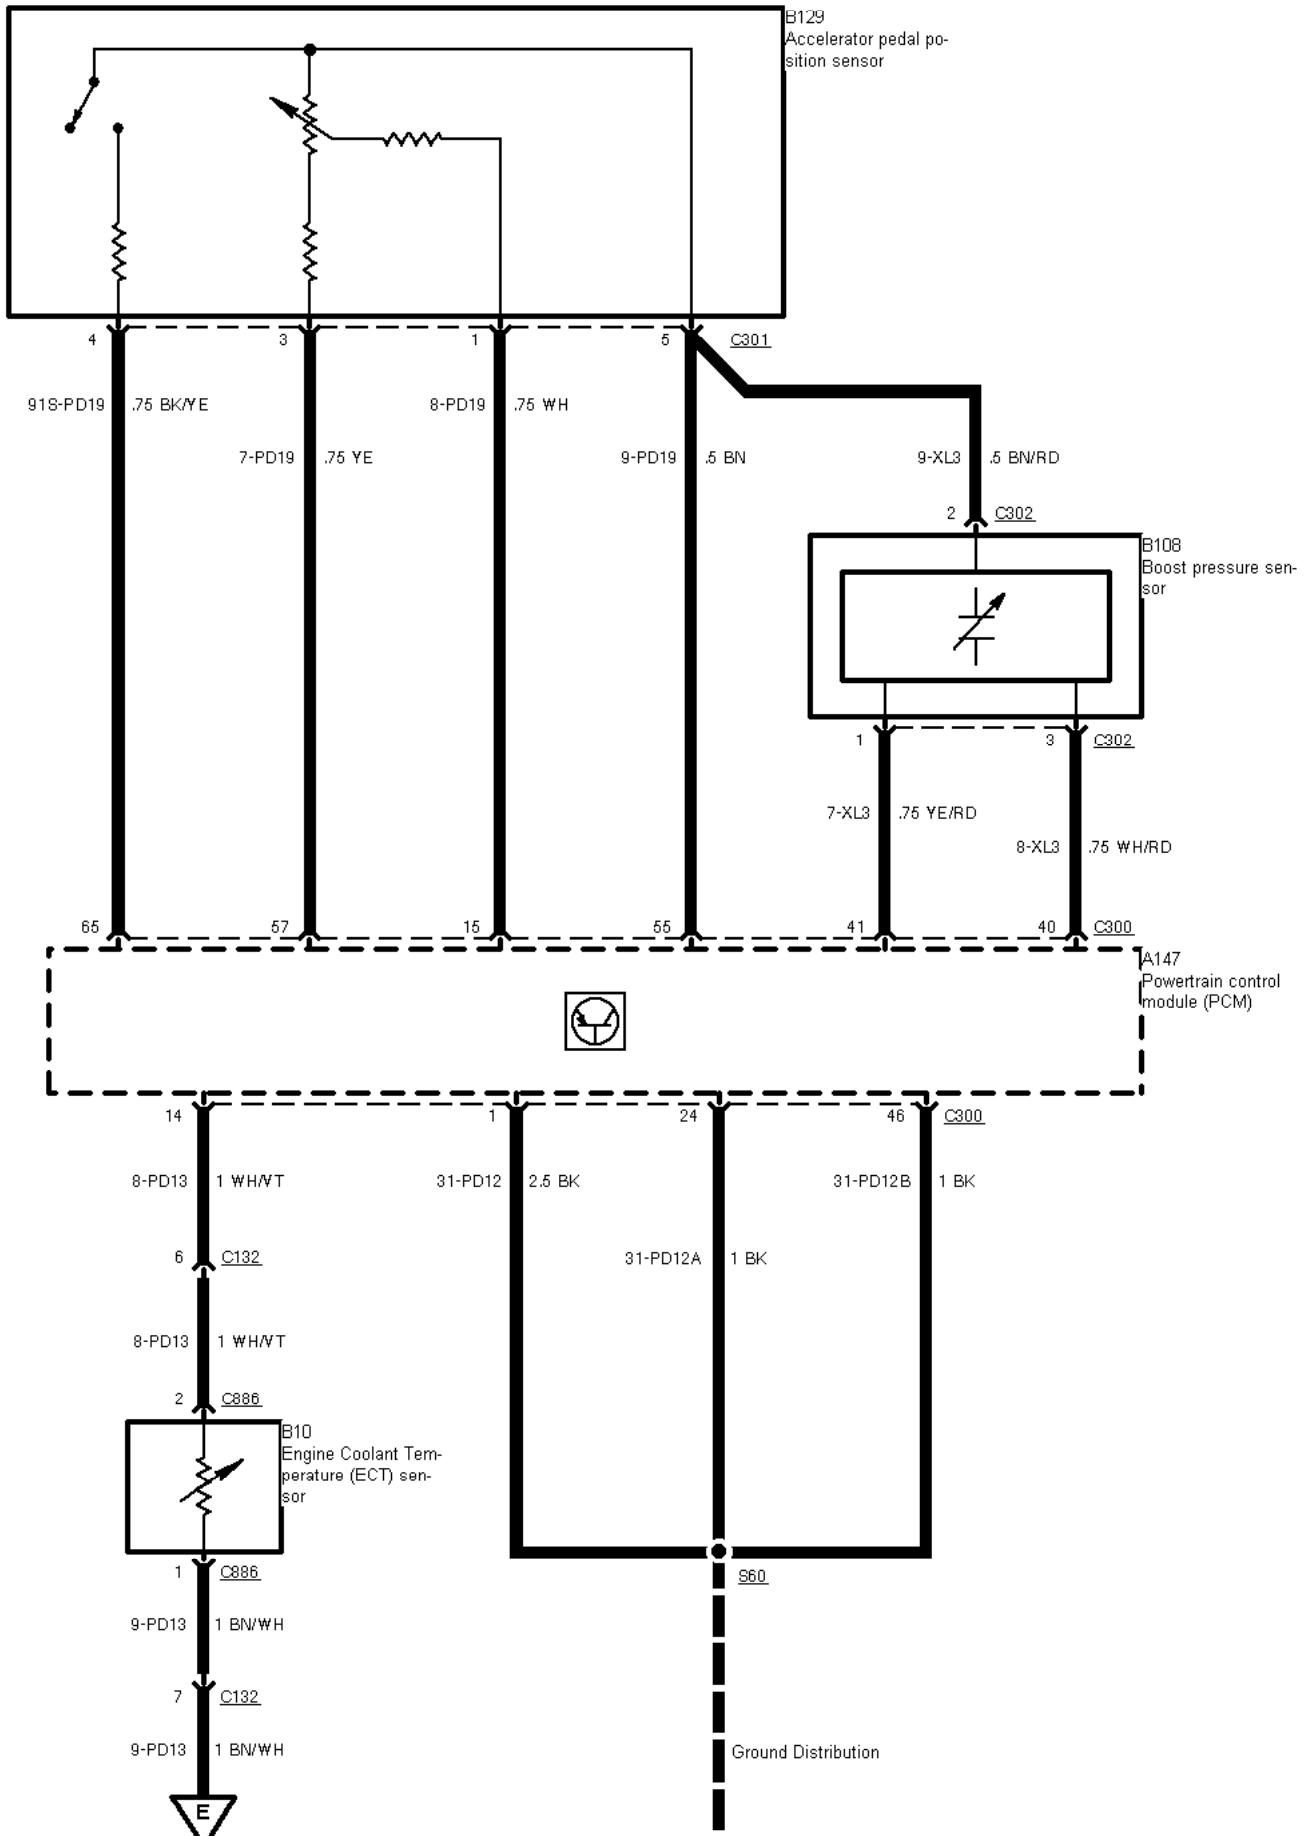 B129
Accelerator pedal po-
sition sensor
4 3 1 5 C301
91S-PD19 .75 BK/YE 8-PD19 .75 WH
7-PD19 .75 YE 9-PD19 .5 BN 9-XL3 .5 BN/RD
2 C302
B108
Boost pressure sen-
sor
1 3 C302
7-XL3 .75 YE/RD
8-XL3 .75 WH/RD
65 57 15 55 41 40 C300
A147
Powertrain control
module (PCM)
14 1 24 46 C300
8-PD13 1 WH/VT 31-PD12 2.5 BK 31-PD12B 1 BK
6 C132 31-PD12A 1 BK
8-PD13 1 WH/VT
2 C886
B10
Engine Coolant Tem-
perature (ECT) sen-
sor
1 C886 S60
9-PD13 1 BN/WH
7 C132
9-PD13 1 BN/WH Ground Distribution
E